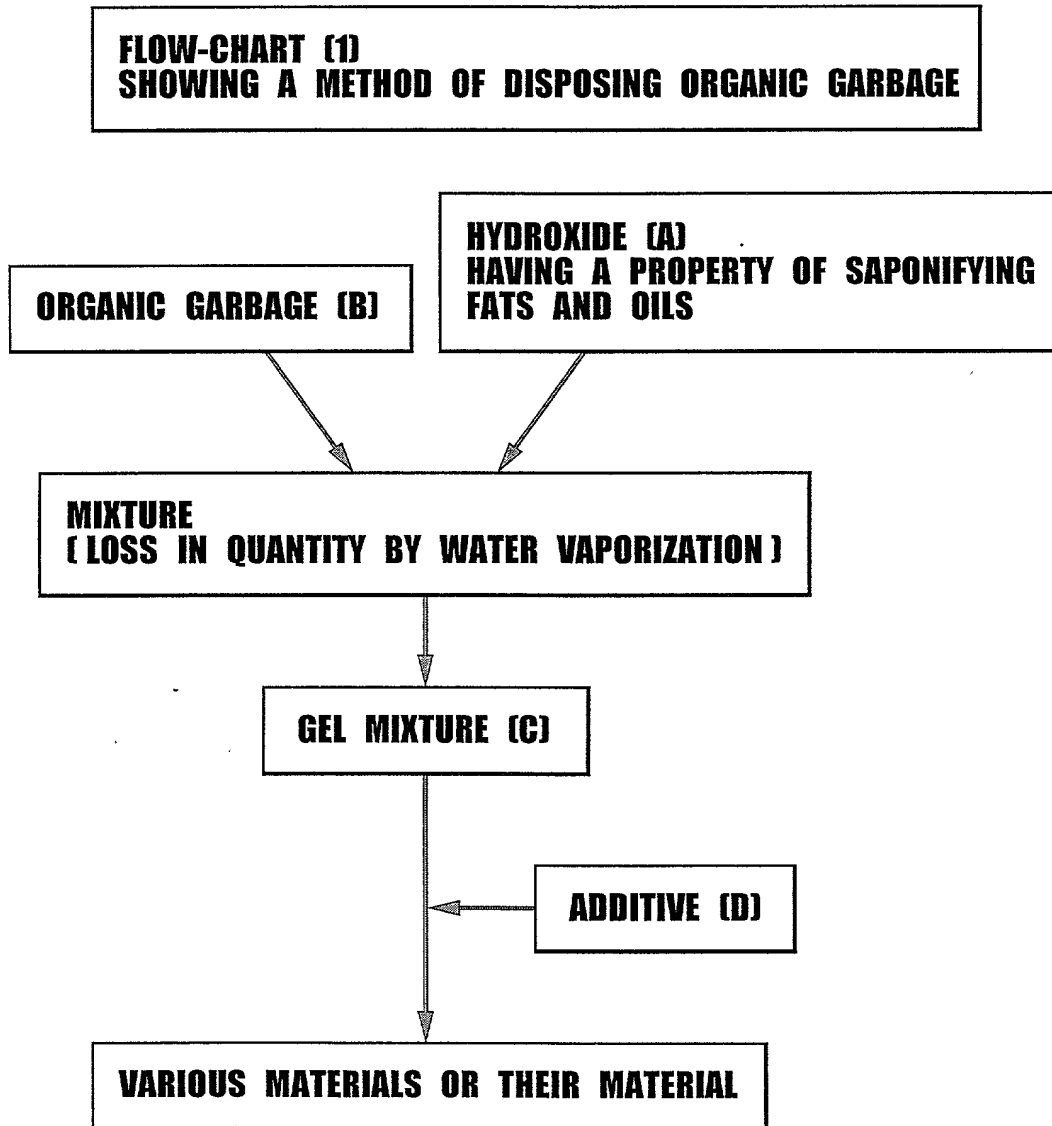 FLOW-CHART (1)
SHOWING A METHOD OF DISPOSING ORGANIC GARBAGE
HYDROXIDE (A)
HAVING A PROPERTY OF SAPONIFYING
FATS AND OILS
ORGANIC GARBAGE (B)
MIXTURE
( LOSS IN QUANTITY BY WATER VAPORIZATION )
GEL MIXTURE (C)
ADDITIVE (D)
VARIOUS MATERIALS OR THEIR MATERIAL